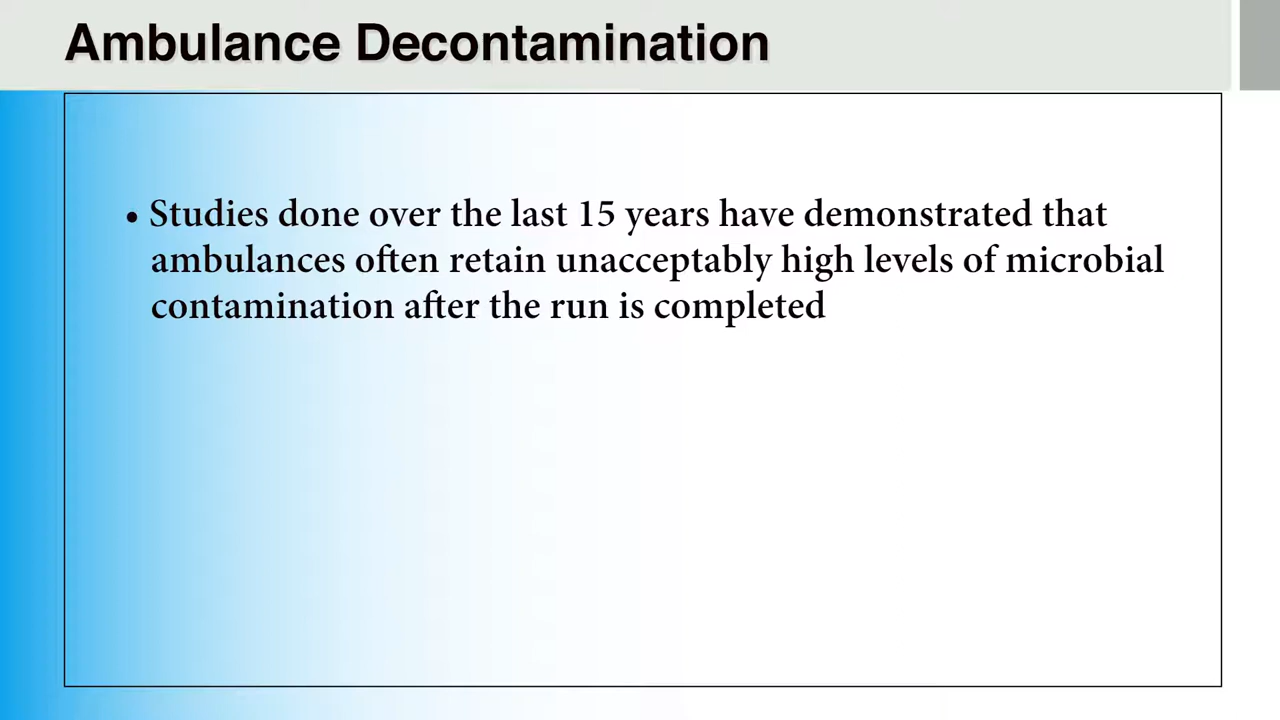 Ambulance Decontamination
• Studies done over the last 15 years have demonstrated that
ambulances often retain unacceptably high levels of microbial
contamination after the run is completed